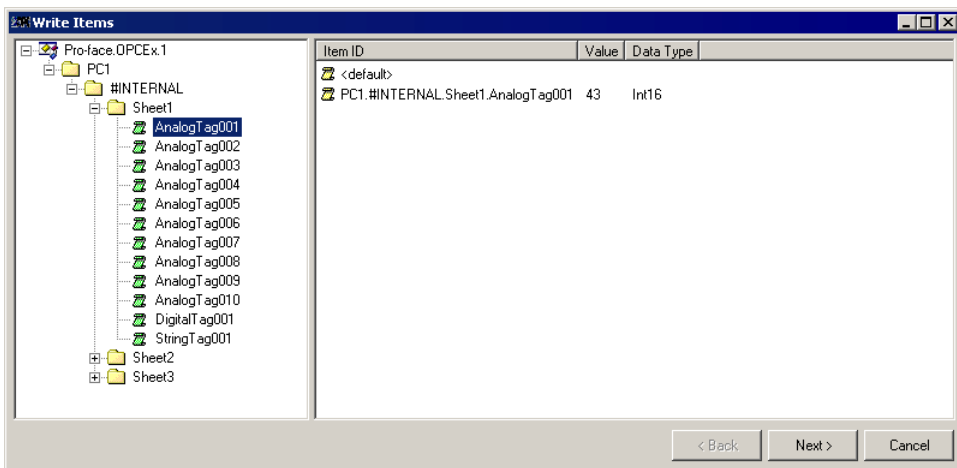 Write Items
Pro-face.OPCEx.1
PC1
#INTERNAL
Sheet1
AnalogTag001
AnalogTag002
AnalogTag003
AnalogTag004
AnalogTag005
AnalogTag006
AnalogTag007
AnalogTag008
AnalogTag009
AnalogTag010
DigitalTag001
StringTag001
Sheet2
Sheet3
Item ID Value Data Type
<default>
PC1.#INTERNAL.Sheet1.AnalogTag001 43 Int16
< Back Next > Cancel